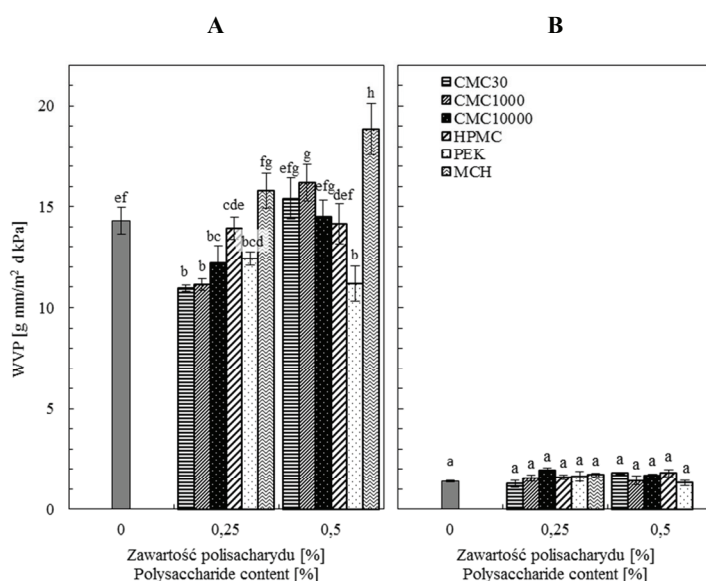 A B
CMC30
CMC1000
CMC10000
HPMC
PEK
MCH
WVP [g mm/m² d kPa]
20
15
10
5
0
ef
b b bc cde bcd fg
efg g efg def b h
a
a a a a a a
a a a a a
0 0,25 0,5
0 0,25 0,5
Zawartość polisacharydu [%]
Polysaccharide content [%]
Zawartość polisacharydu [%]
Polysaccharide content [%]